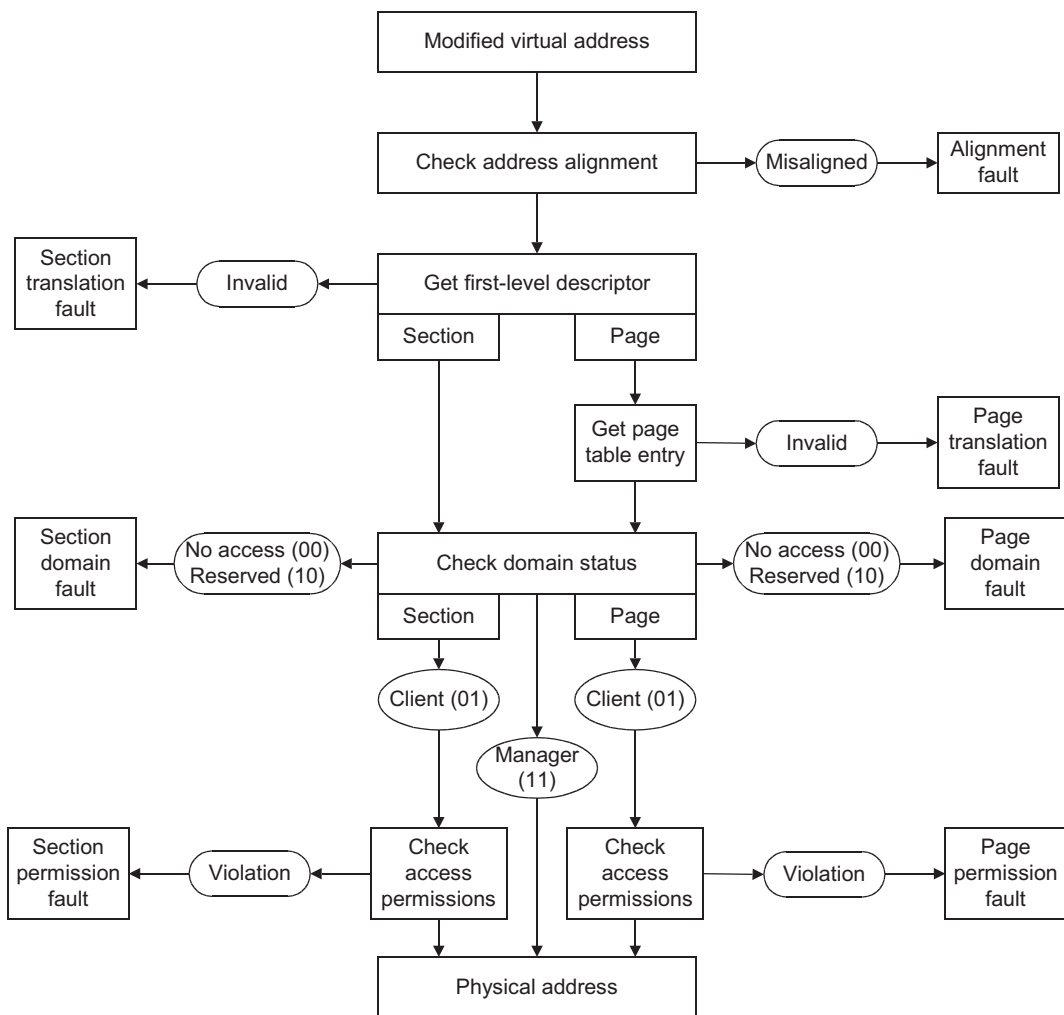 Modified virtual address
Check address alignment
Misaligned
Alignment
fault
Section
translation
fault
Invalid
Get first-level descriptor
Section
Page
Get page
table entry
Invalid
Page
translation
fault
Section
domain
fault
No access (00)
Reserved (10)
Check domain status
No access (00)
Reserved (10)
Page
domain
fault
Section
Page
Client (01)
Client (01)
Manager
(11)
Section
permission
fault
Violation
Check
access
permissions
Check
access
permissions
Violation
Page
permission
fault
Physical address